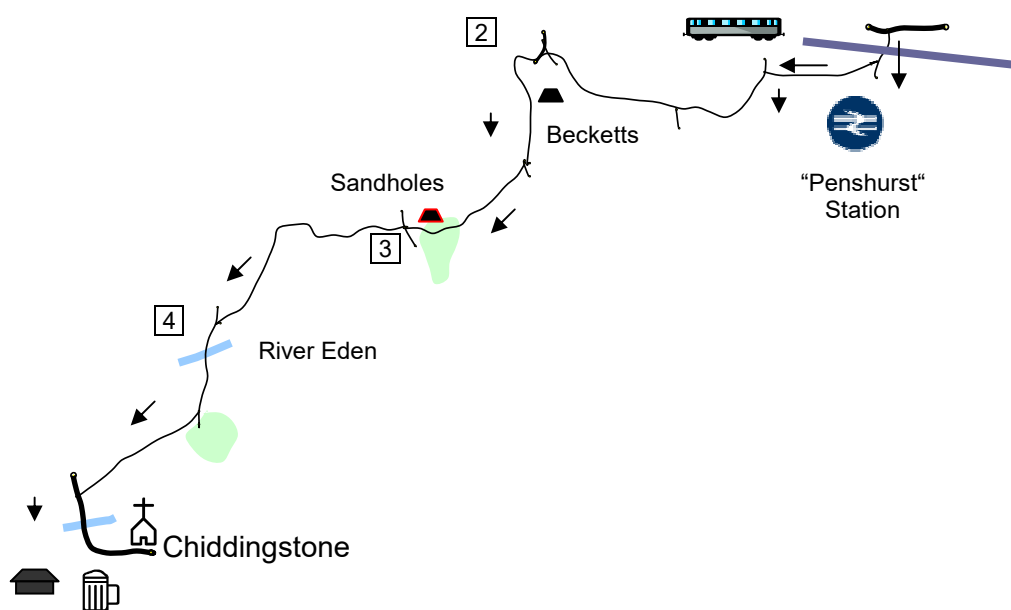 2
Becketts
“Penshurst“
Station
Sandholes
3
4
River Eden
Chiddingstone